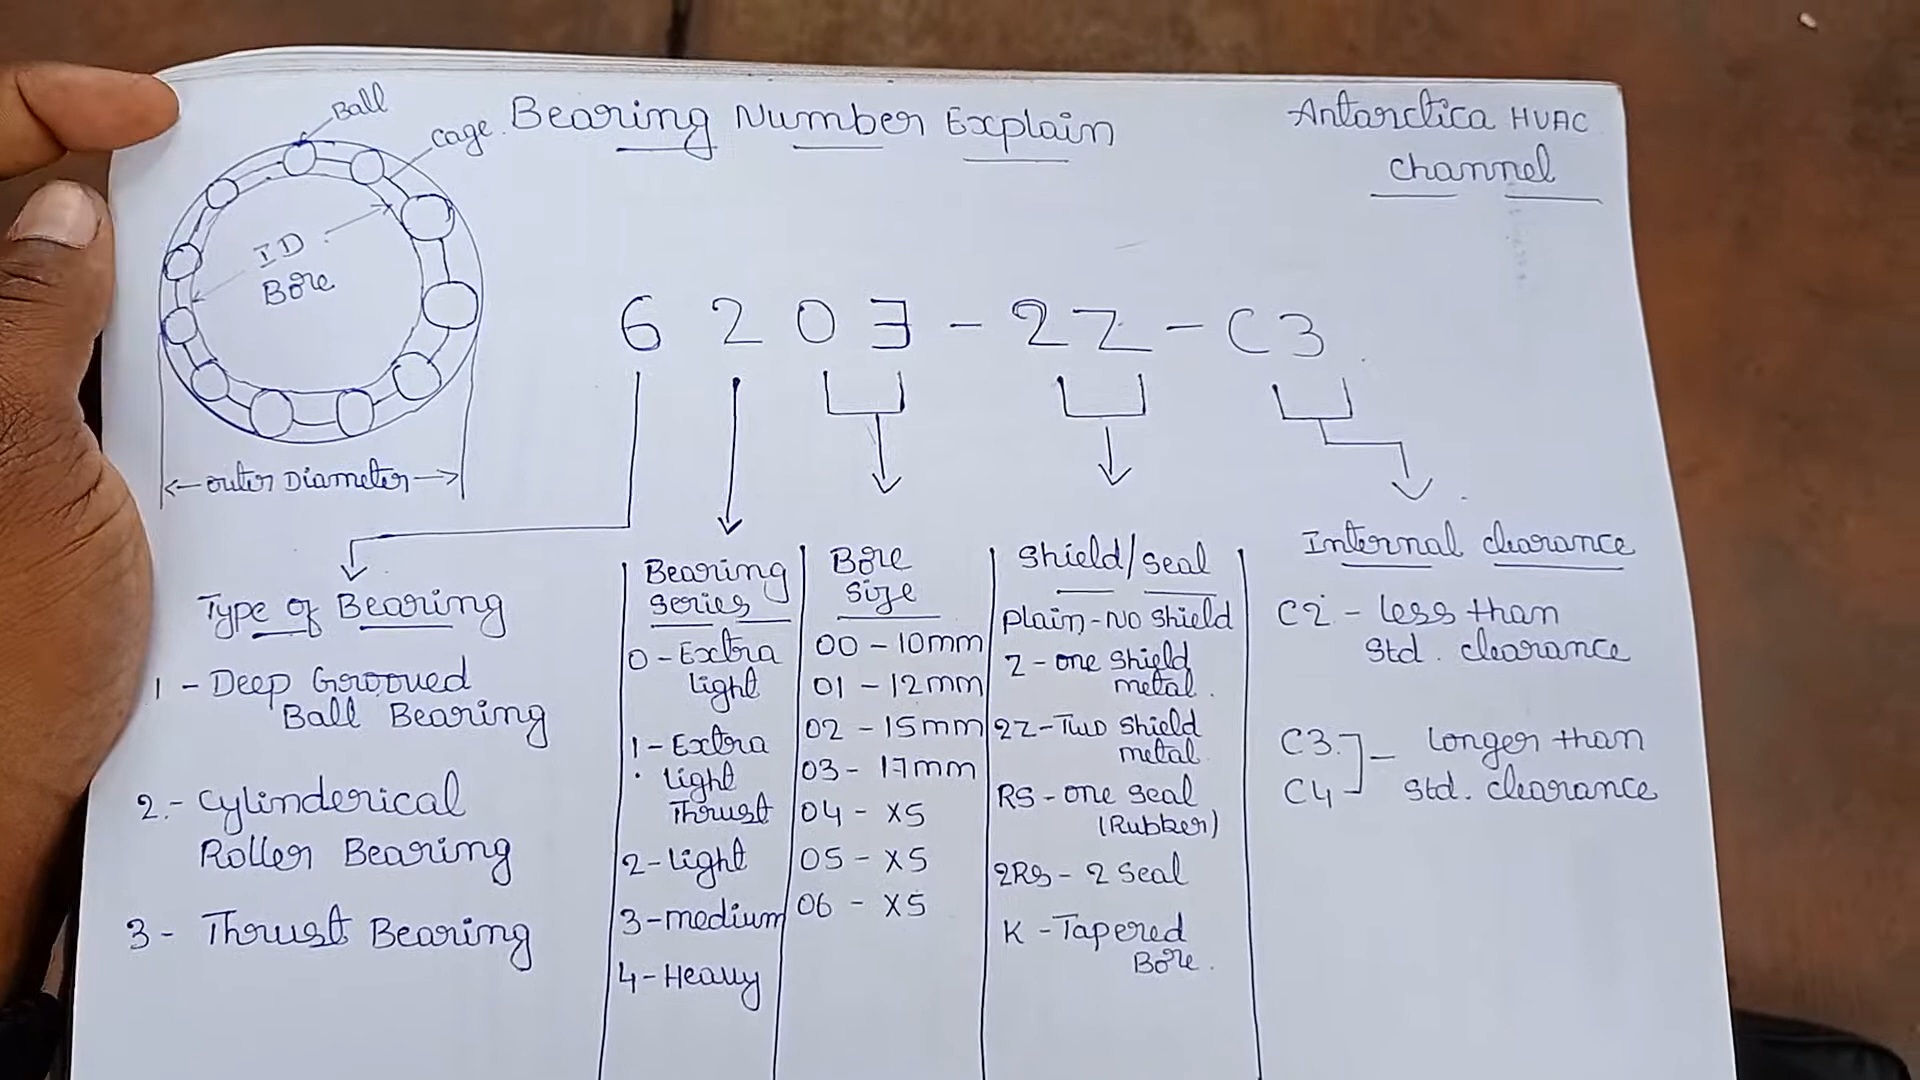 Ball
cage.
Bearing Number Explain
Antarctica HVAC
channel
ID
Bore
6 2 0 3 - 2Z - C3
outer Diameter
Type of Bearing
1 - Deep Grooved
Ball Bearing
2.- Cylinderical
Roller Bearing
3 - Thrust Bearing
Bearing
Series
0 - Extra
light
1 - Extra
light
Thrust
2 - light
3 - medium
4 - Heavy
Bore
Size
00 - 10mm
01 - 12mm
02 - 15mm
03 - 17mm
04 - X5
05 - X5
06 - X5
Shield/Seal
Plain - No Shield
Z - one Shield
metal.
2Z - Two Shield
metal.
RS - one Seal
(Rubber)
2RS - 2 Seal
K - Tapered
Bore.
Internal clearance
C2 - less than
std. clearance
C3.
C4
] - longer than
std. clearance